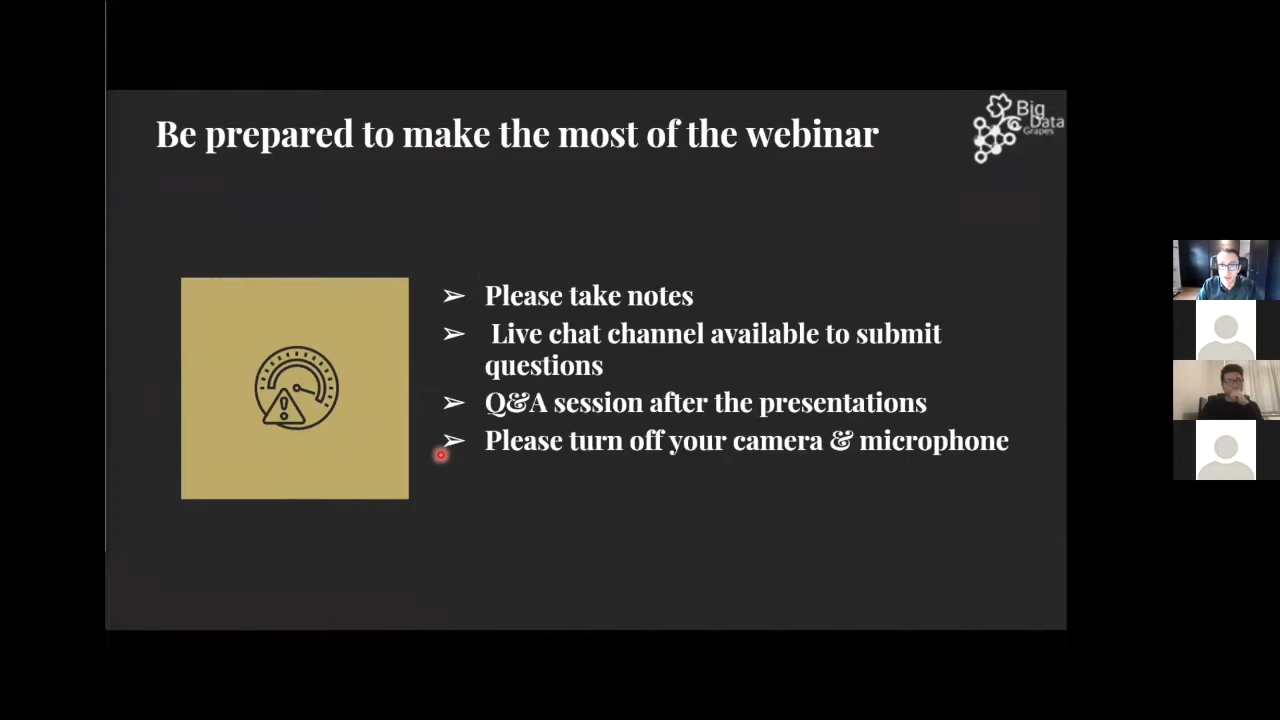 Be prepared to make the most of the webinar
Big
Data
Grapes
➢ Please take notes
➢ Live chat channel available to submit
questions
➢ Q&A session after the presentations
➢ Please turn off your camera & microphone